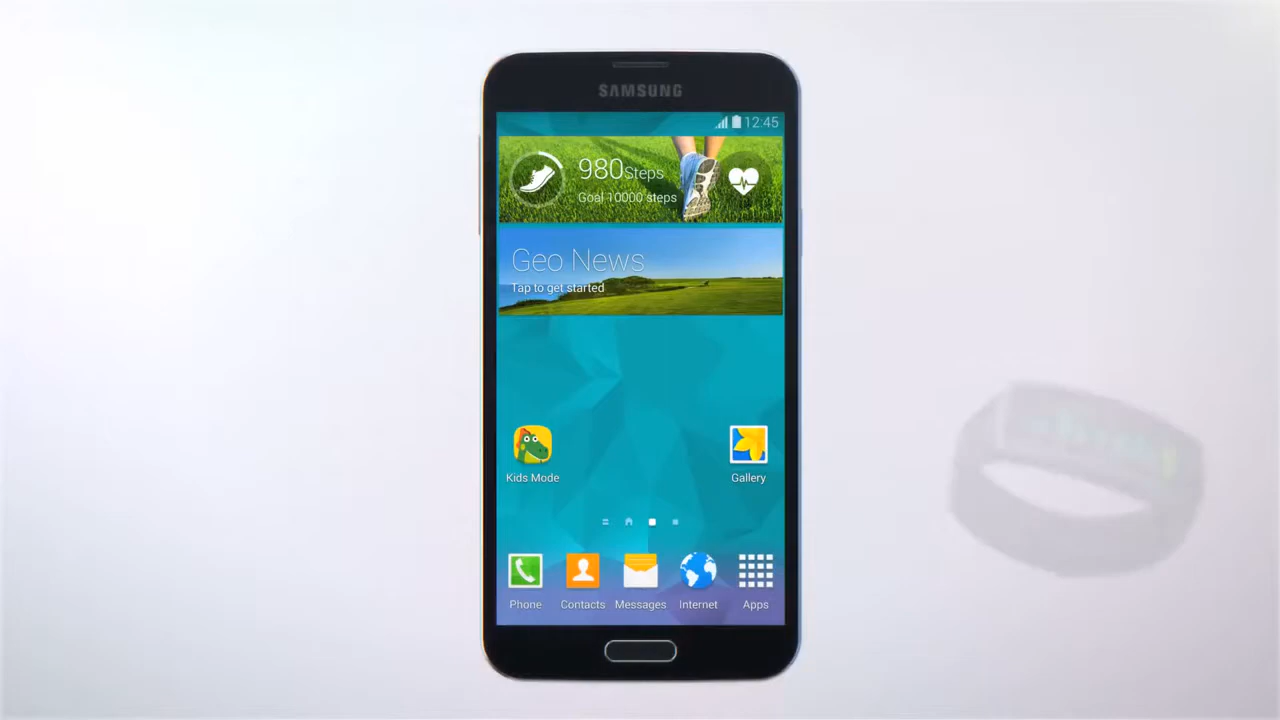 SAMSUNG
12:45
980Steps
Goal 10000 steps
Geo News
Tap to get started
Kids Mode
Gallery
Phone
Contacts
Messages
Internet
Apps